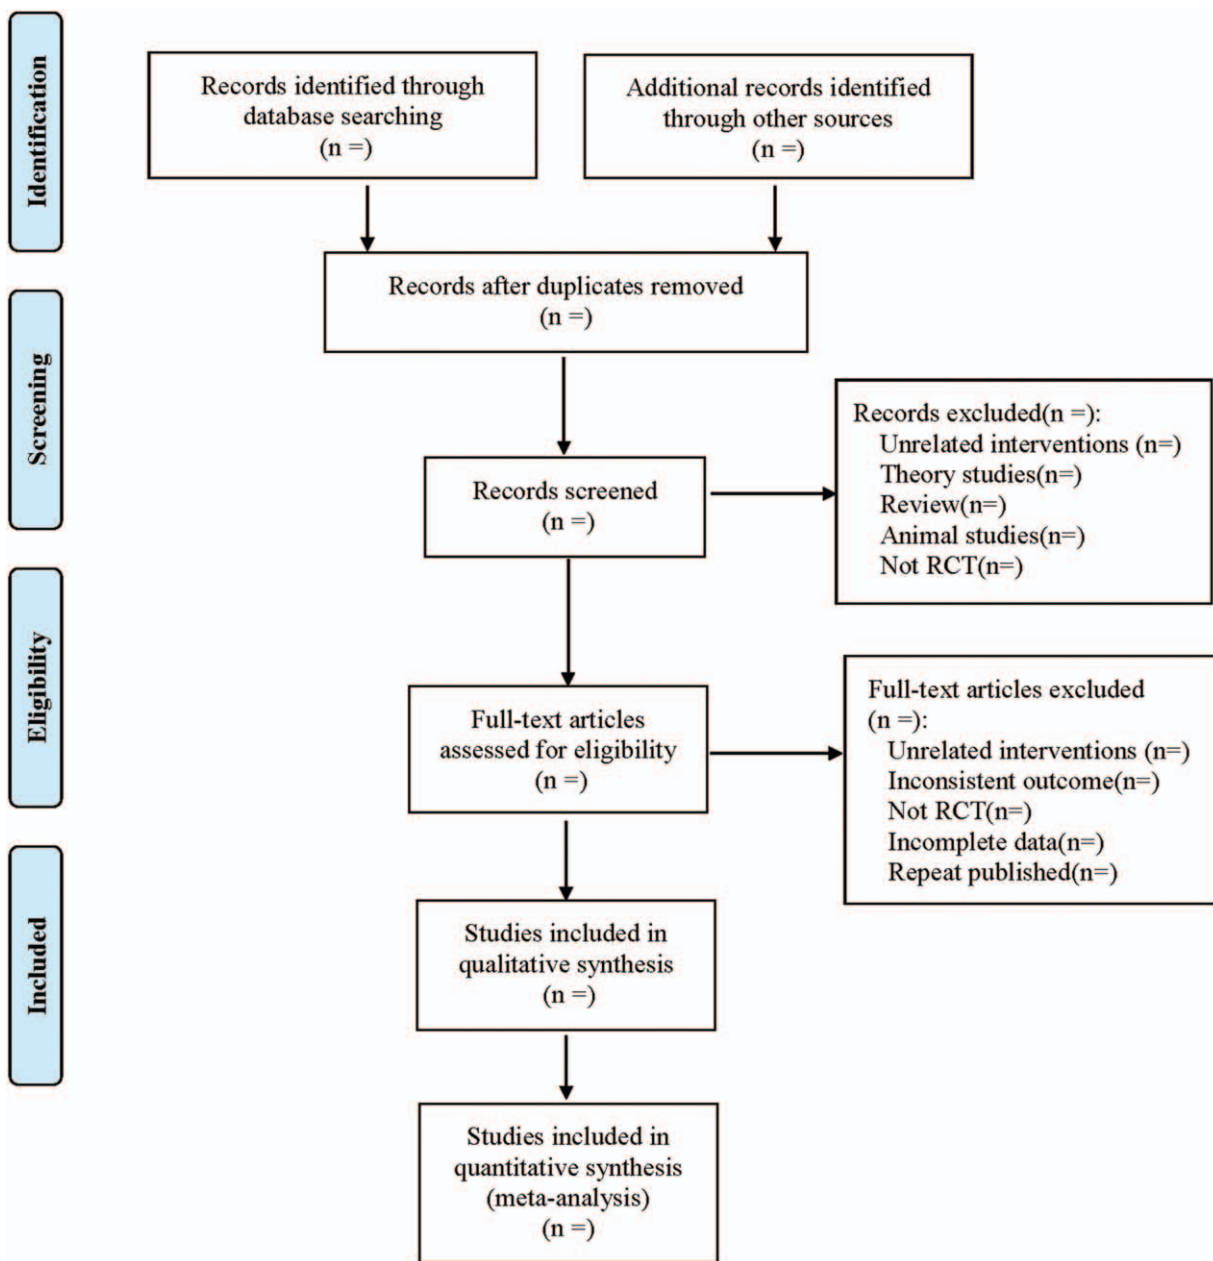 Identification
Records identified through
database searching
(n =)
Additional records identified
through other sources
(n =)
Records after duplicates removed
(n =)
Screening
Records screened
(n =)
Records excluded(n =):
Unrelated interventions (n=)
Theory studies(n=)
Review(n=)
Animal studies(n=)
Not RCT(n=)
Eligibility
Full-text articles
assessed for eligibility
(n =)
Full-text articles excluded
(n =):
Unrelated interventions (n=)
Inconsistent outcome(n=)
Not RCT(n=)
Incomplete data(n=)
Repeat published(n=)
Included
Studies included in
qualitative synthesis
(n =)
Studies included in
quantitative synthesis
(meta-analysis)
(n =)